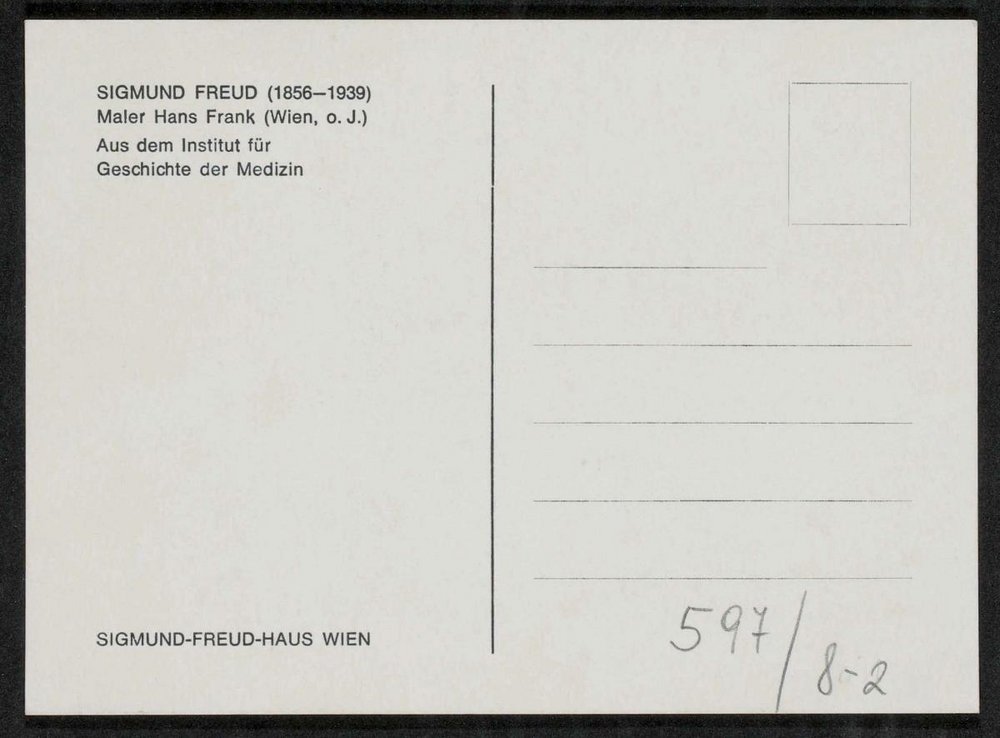 SIGMUND FREUD (1856–1939)
Maler Hans Frank (Wien, o. J.)
Aus dem Institut für
Geschichte der Medizin
SIGMUND-FREUD-HAUS WIEN
597/8-2